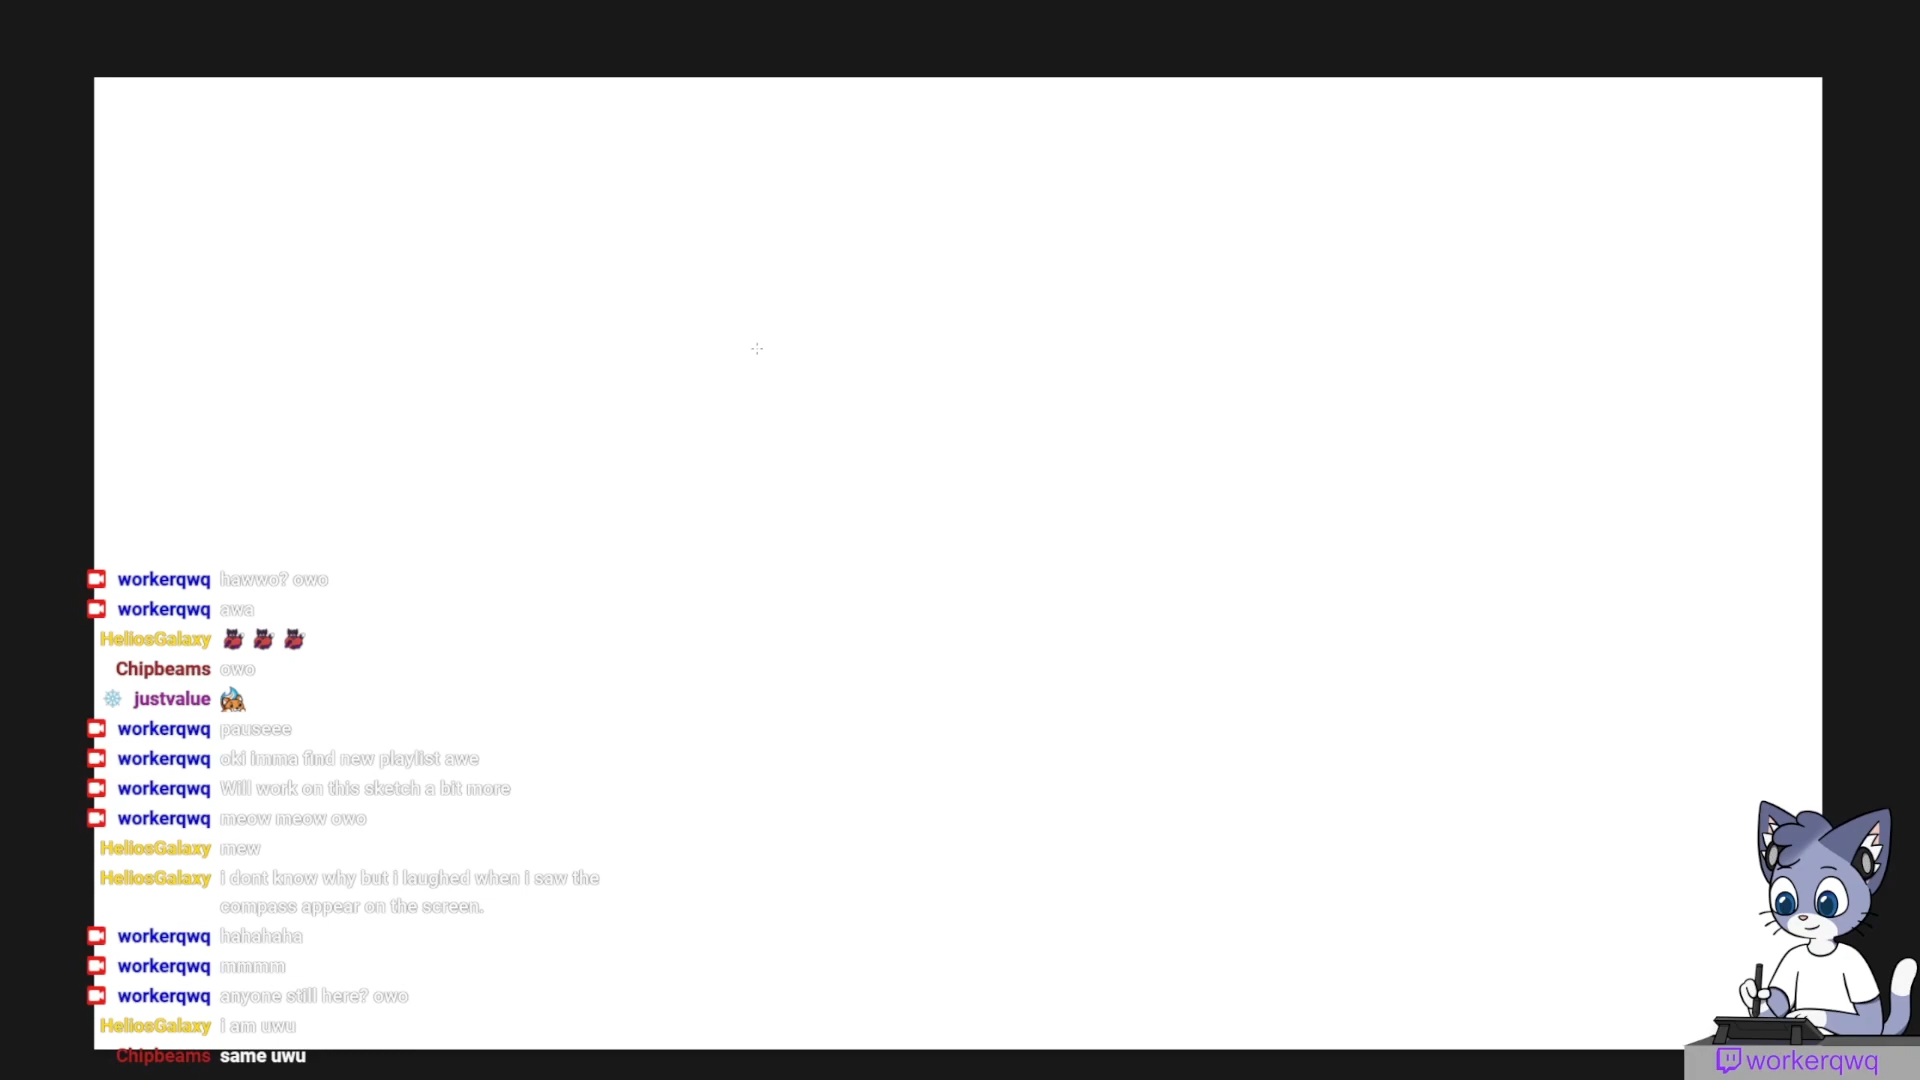 workerqwq hawwo? owo
workerqwq awa
HeliosGalaxy
Chipbeams owo
justvalue
workerqwq pauseee
workerqwq oki imma find new playlist awe
workerqwq Will work on this sketch a bit more
workerqwq meow meow owo
HeliosGalaxy mew
HeliosGalaxy i dont know why but i laughed when i saw the
compass appear on the screen.
workerqwq hahahaha
workerqwq mmmm
workerqwq anyone still here? owo
HeliosGalaxy i am uwu
Chipbeams same uwu
workerqwq